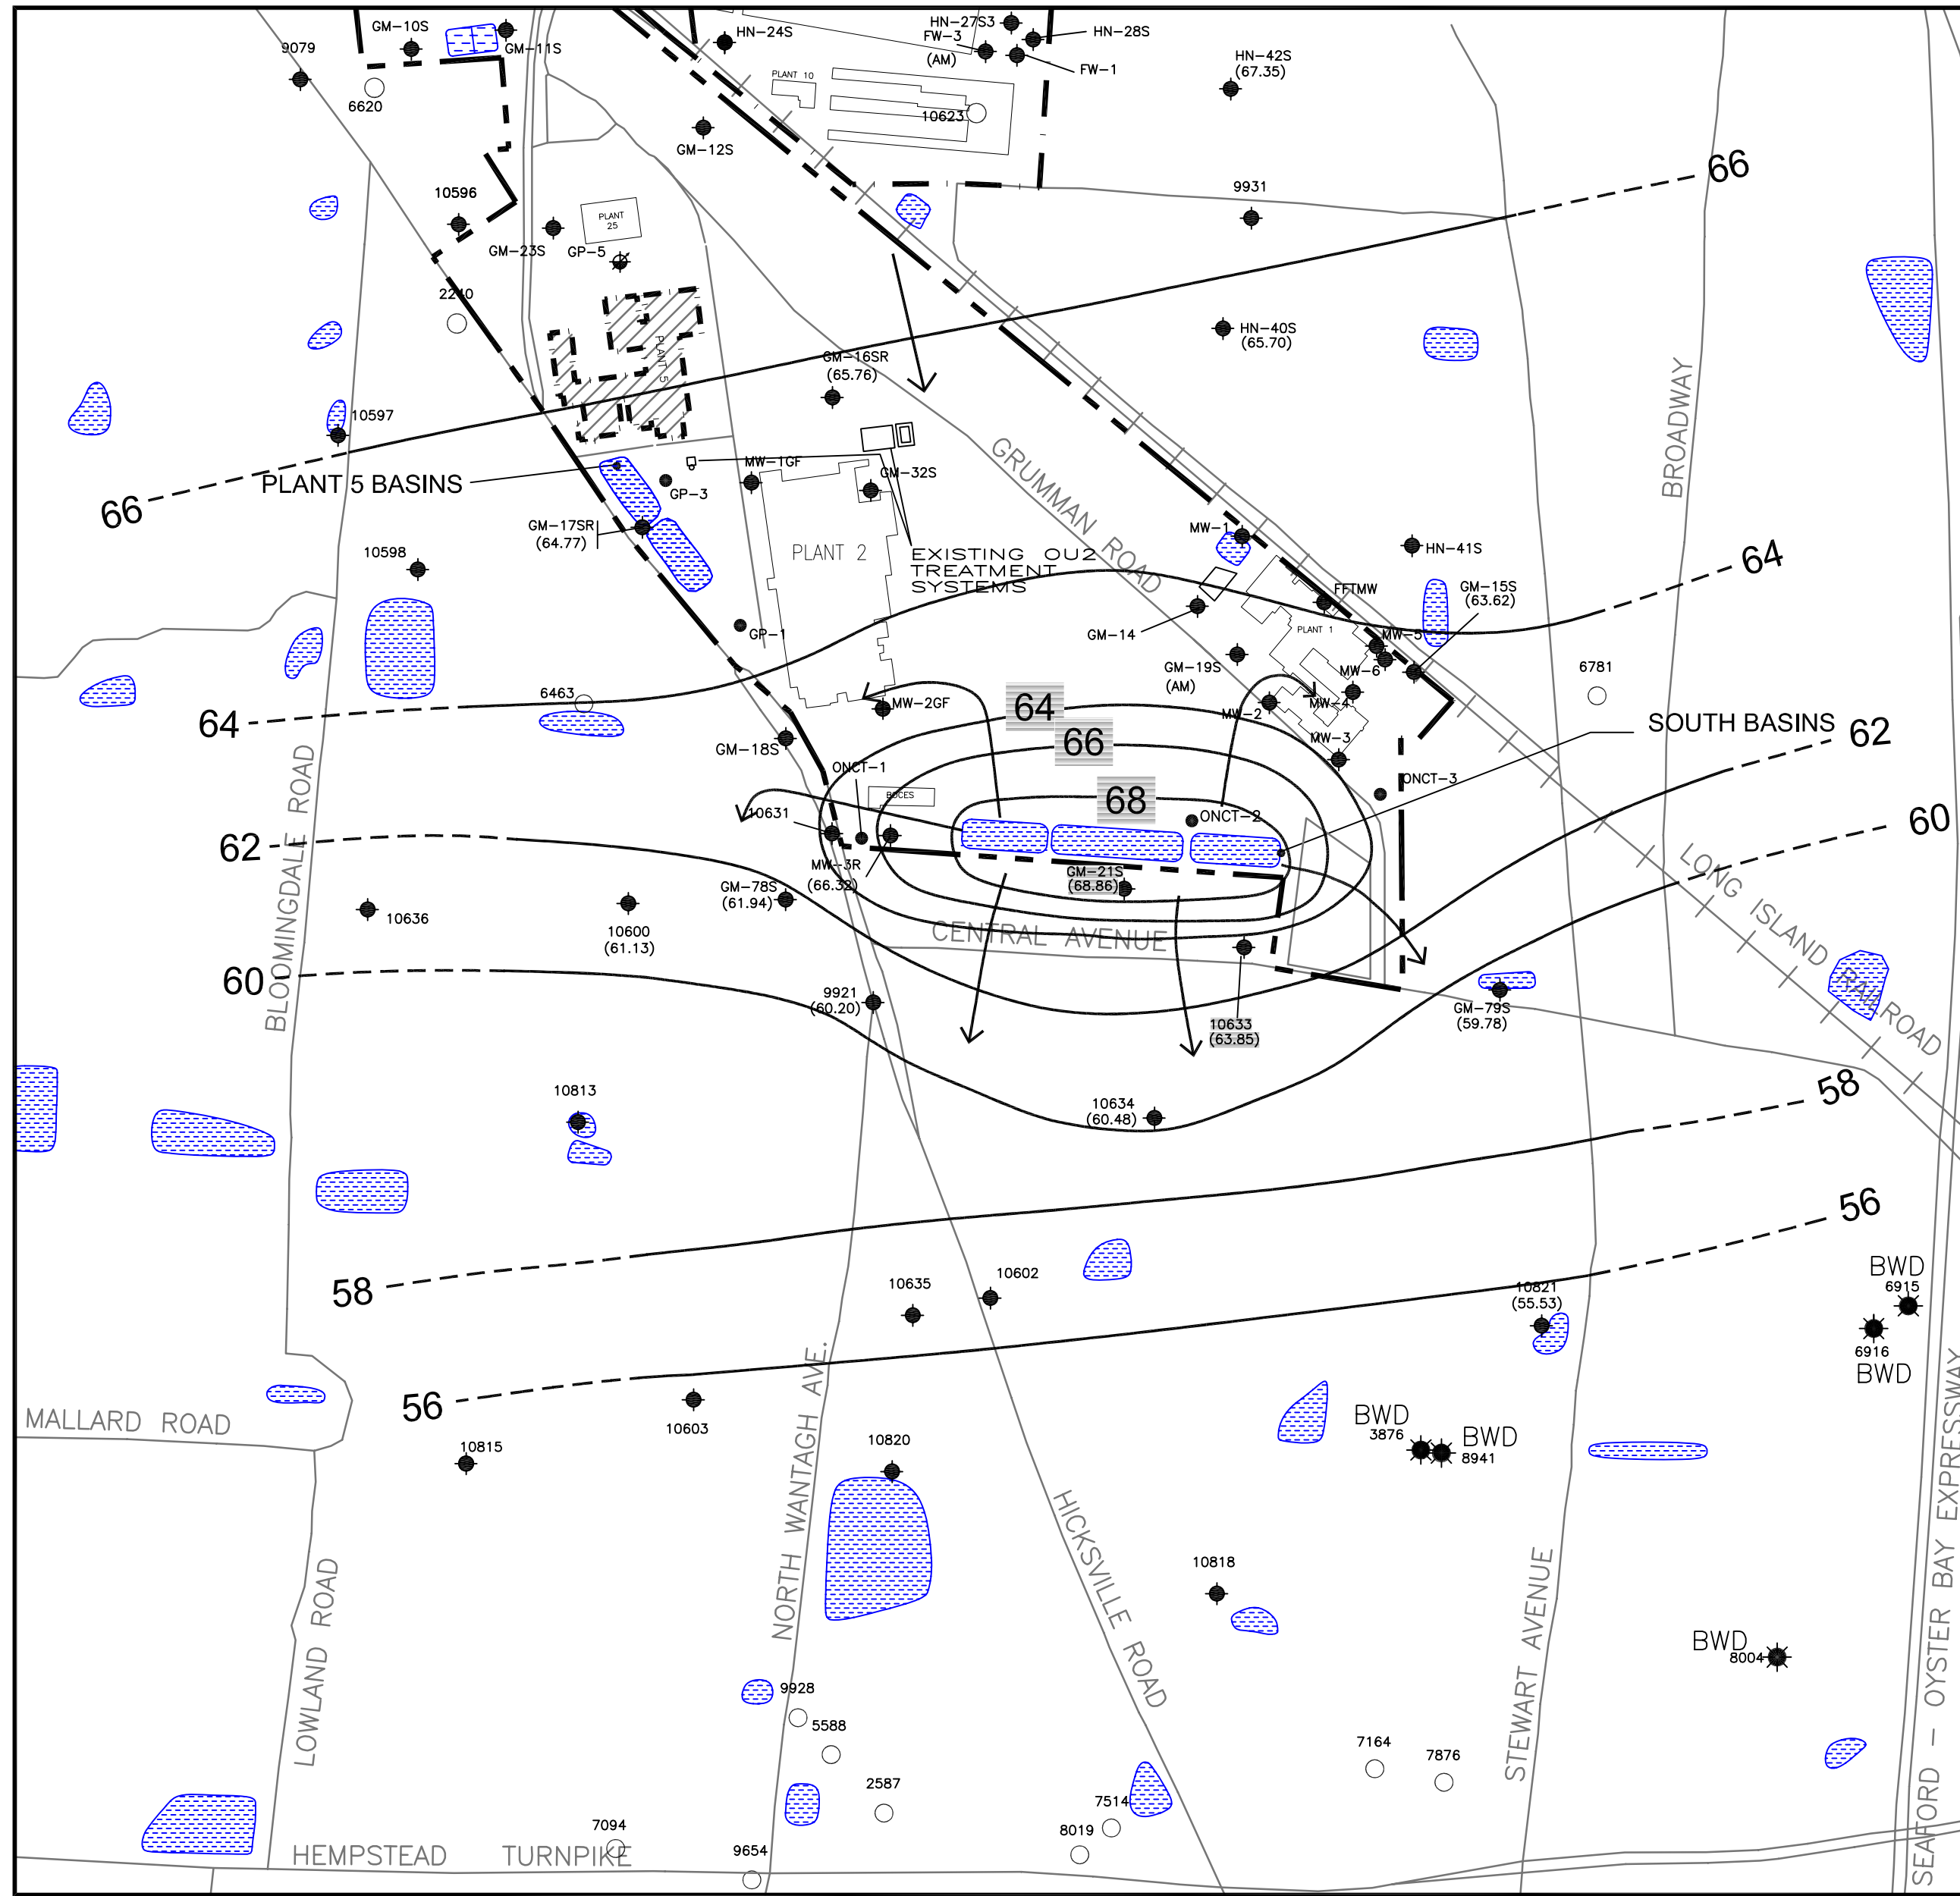 GM-10S
GM-11S
9079
6620
HN-24S
HN-27S3
FW-3
(AM)
HN-28S
FW-1
HN-42S
(67.35)
PLANT 10
10623
GM-12S
66
10596
GM-23S
GP-5
PLANT
25
9931
2240
PLANT 5
HN-40S
(65.70)
GM-16SR
(65.76)
10597
BROADWAY
GRUMMAN ROAD
66
PLANT 5 BASINS
GP-3
MW-1GF
GM-32S
GM-17SR
(64.77)
PLANT 2
EXISTING OU2
TREATMENT
SYSTEMS
MW-1
HN-41S
64
10598
FFTMW
GM-15S
(63.62)
GM-14
PLANT 1
MW-5
GP-1
GM-19S
(AM)
MW-6
6781
6463
MW-4
MW-2GF
64
MW-2
64
66
SOUTH BASINS
62
GM-18S
MW-3
ONCT-1
ONCT-3
BLOOMINGDALE ROAD
68
BOCES
10631
ONCT-2
60
62
MW-3R
(66.32)
GM-21S
(68.86)
GM-78S
(61.94)
LONG ISLAND RAILROAD
10636
10600
(61.13)
CENTRAL AVENUE
60
9921
(60.20)
10633
(63.85)
GM-79S
(59.78)
58
10813
10634
(60.48)
56
BWD
6915
58
10635
10602
10821
(55.53)
6916
BWD
NORTH WANTAGH AVE.
56
MALLARD ROAD
10603
10815
10820
BWD
3876
BWD
8941
HICKSVILLE ROAD
LOWLAND ROAD
10818
STEWART AVENUE
SEAFORD - OYSTER BAY EXPRESSWAY
BWD
8004
9928
5588
2587
7164
7876
7514
8019
7094
9654
HEMPSTEAD TURNPIKE